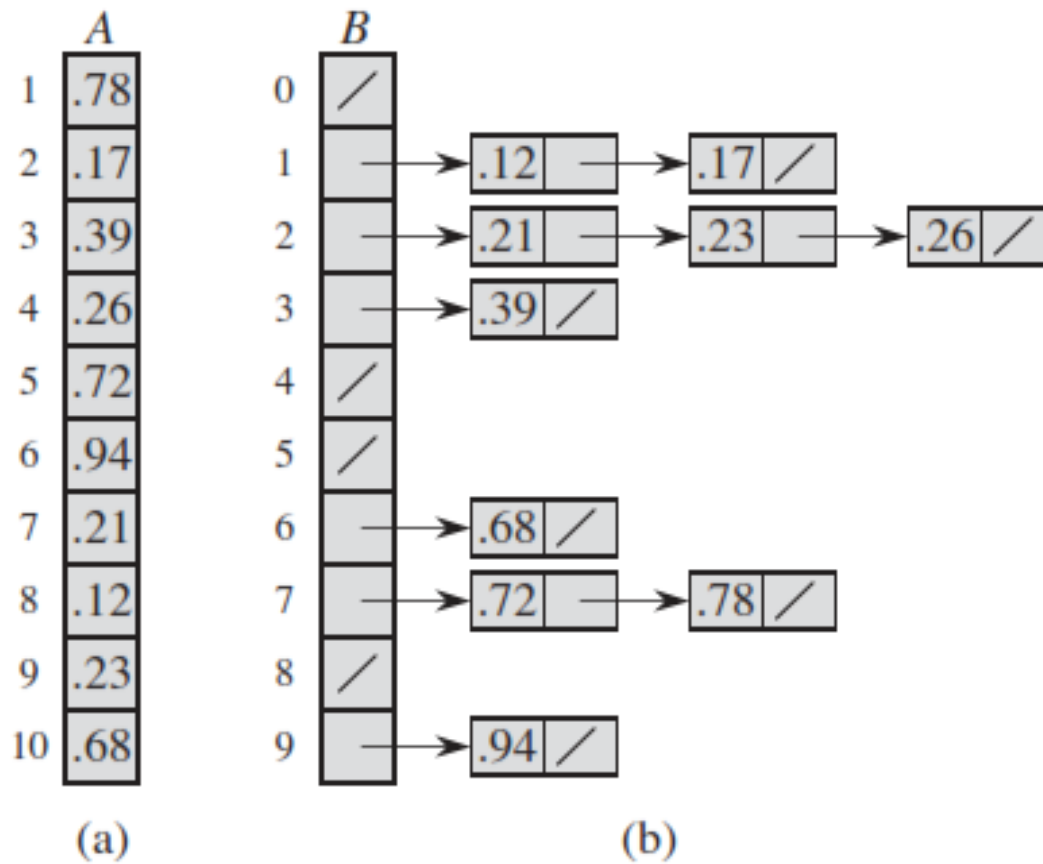 A B
1 .78 0
2 .17 1 .12 .17
3 .39 2 .21 .23 .26
4 .26 3 .39
5 .72 4
6 .94 5
7 .21 6 .68
8 .12 7 .72 .78
9 .23 8
10 .68 9 .94
(a) (b)